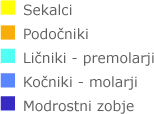 Sekalci
Podočniki
Ličniki - premolarji
Kočniki - molarji
Modrostni zobje